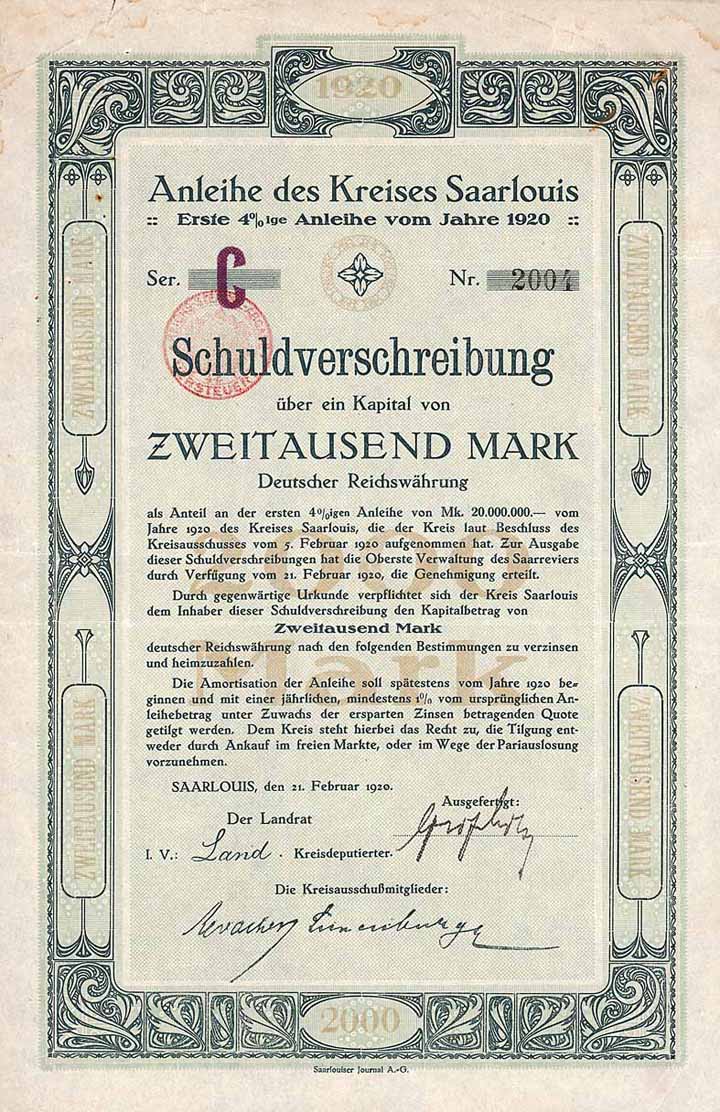 1920
Anleihe des Kreises Saarlouis
:: Erste 4%ige Anleihe vom Jahre 1920 ::
Ser. C Nr. 2004
Schuldverschreibung
über ein Kapital von
ZWEITAUSEND MARK
Deutscher Reichswährung
als Anteil an der ersten 4%igen Anleihe von Mk. 20.000.000.— vom
Jahre 1920 des Kreises Saarlouis, die der Kreis laut Beschluss des
Kreisausschusses vom 5. Februar 1920 aufgenommen hat. Zur Ausgabe
dieser Schuldverschreibungen hat die Oberste Verwaltung des Saarreviers
durch Verfügung vom 21. Februar 1920, die Genehmigung erteilt.
Durch gegenwärtige Urkunde verpflichtet sich der Kreis Saarlouis
dem Inhaber dieser Schuldverschreibung den Kapitalbetrag von
Zweitausend Mark
deutscher Reichswährung nach den folgenden Bestimmungen zu verzinsen
und heimzuzahlen.
Die Amortisation der Anleihe soll spätestens vom Jahre 1920 be-
ginnen und mit einer jährlichen, mindestens 1% vom ursprünglichen An-
leihebetrag unter Zuwachs der ersparten Zinsen betragenden Quote
getilgt werden. Dem Kreis steht hierbei das Recht zu, die Tilgung ent-
weder durch Ankauf im freien Markte, oder im Wege der Pariauslosung
vorzunehmen.
SAARLOUIS, den 21. Februar 1920.
Ausgefertigt:
Der Landrat
I. V.: Land. Kreisdeputierter.
Die Kreisausschußmitglieder:
2000
Saarlouiser Journal A.-G.
ZWEITAUSEND MARK
ZWEITAUSEND MARK
ZWEITAUSEND MARK
ZWEITAUSEND MARK
2000
Mark